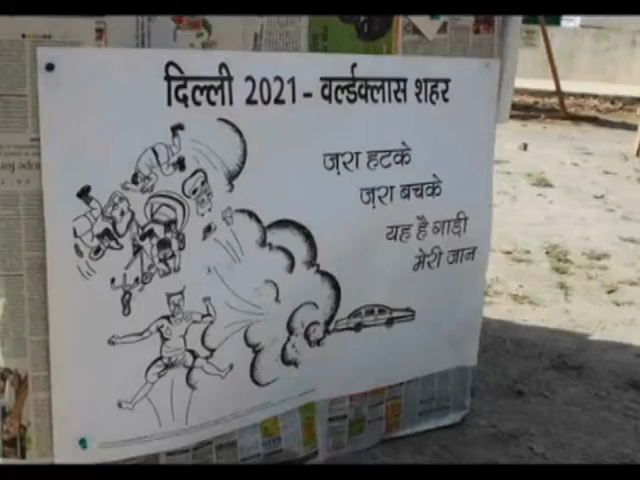 दिल्ली 2021 - वर्ल्डक्लास शहर
ज़रा हटके
ज़रा बचके
यह है गाड़ी
मेरी जान